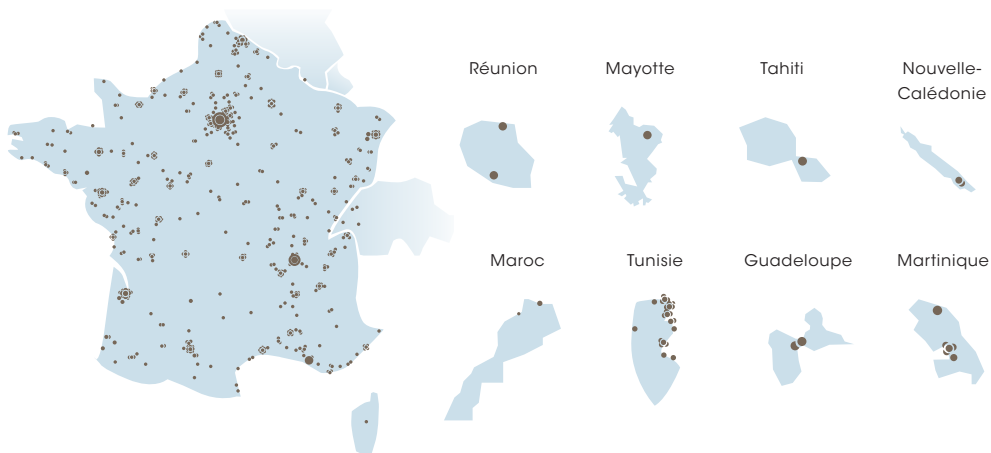 Réunion
Mayotte
Tahiti
Nouvelle-
Calédonie
Maroc
Tunisie
Guadeloupe
Martinique